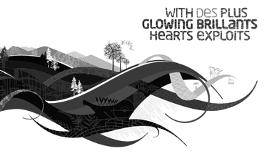 WITH DES PLUS
GLOWING BRILLANTS
HEARTS EXPLOITS